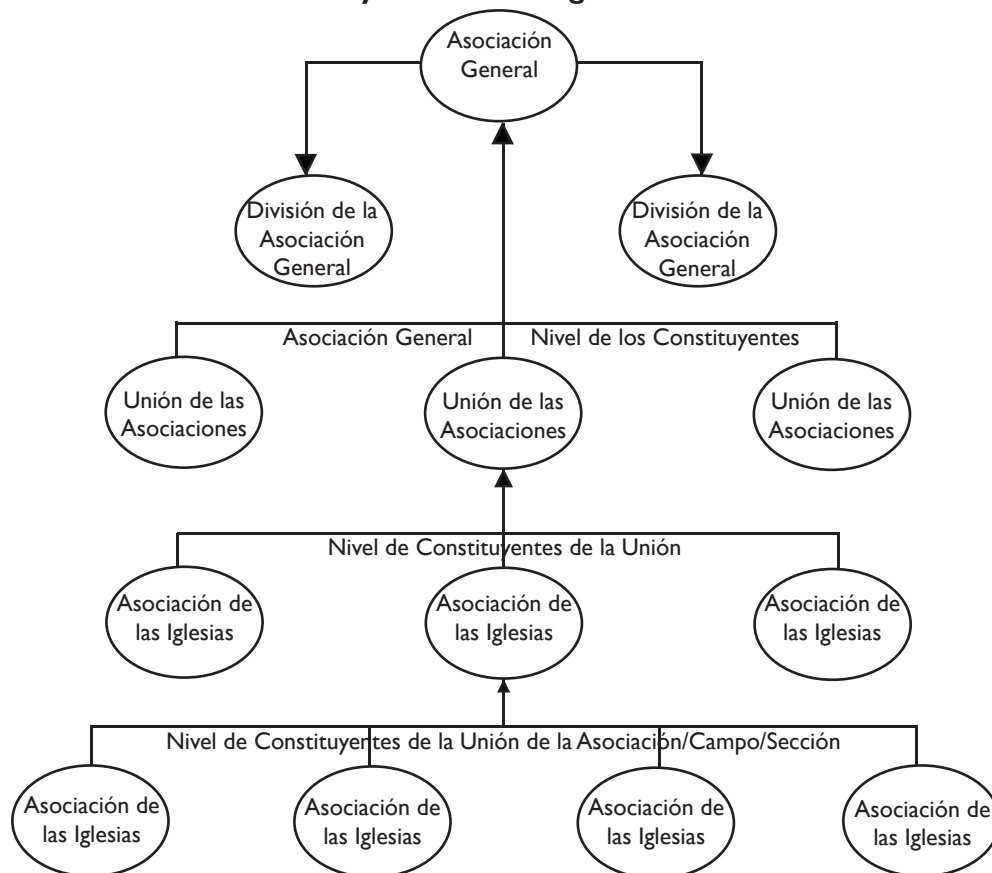 Asociación
General
División de la
Asociación
General
División de la
Asociación
General
Asociación General
Nivel de los Constituyentes
Unión de las
Asociaciones
Unión de las
Asociaciones
Unión de las
Asociaciones
Nivel de Constituyentes de la Unión
Asociación de
las Iglesias
Asociación de
las Iglesias
Asociación de
las Iglesias
Nivel de Constituyentes de la Unión de la Asociación/Campo/Sección
Asociación de
las Iglesias
Asociación de
las Iglesias
Asociación de
las Iglesias
Asociación de
las Iglesias